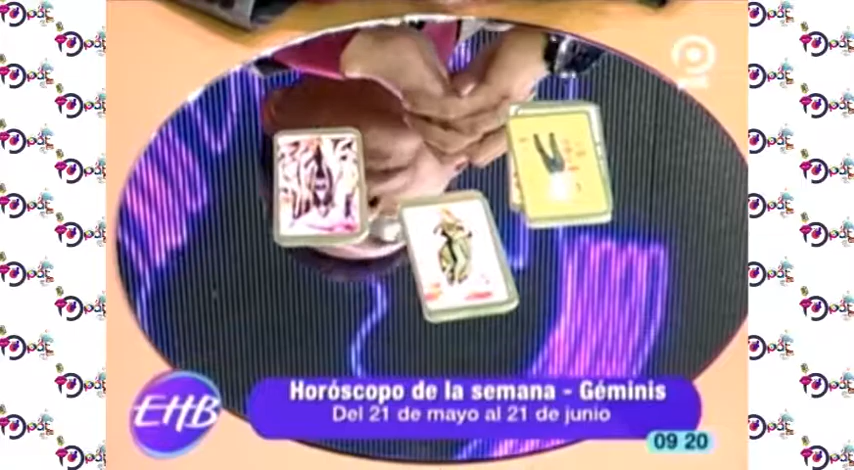 EHB
Horóscopo de la semana - Géminis
Del 21 de mayo al 21 de junio
09 20